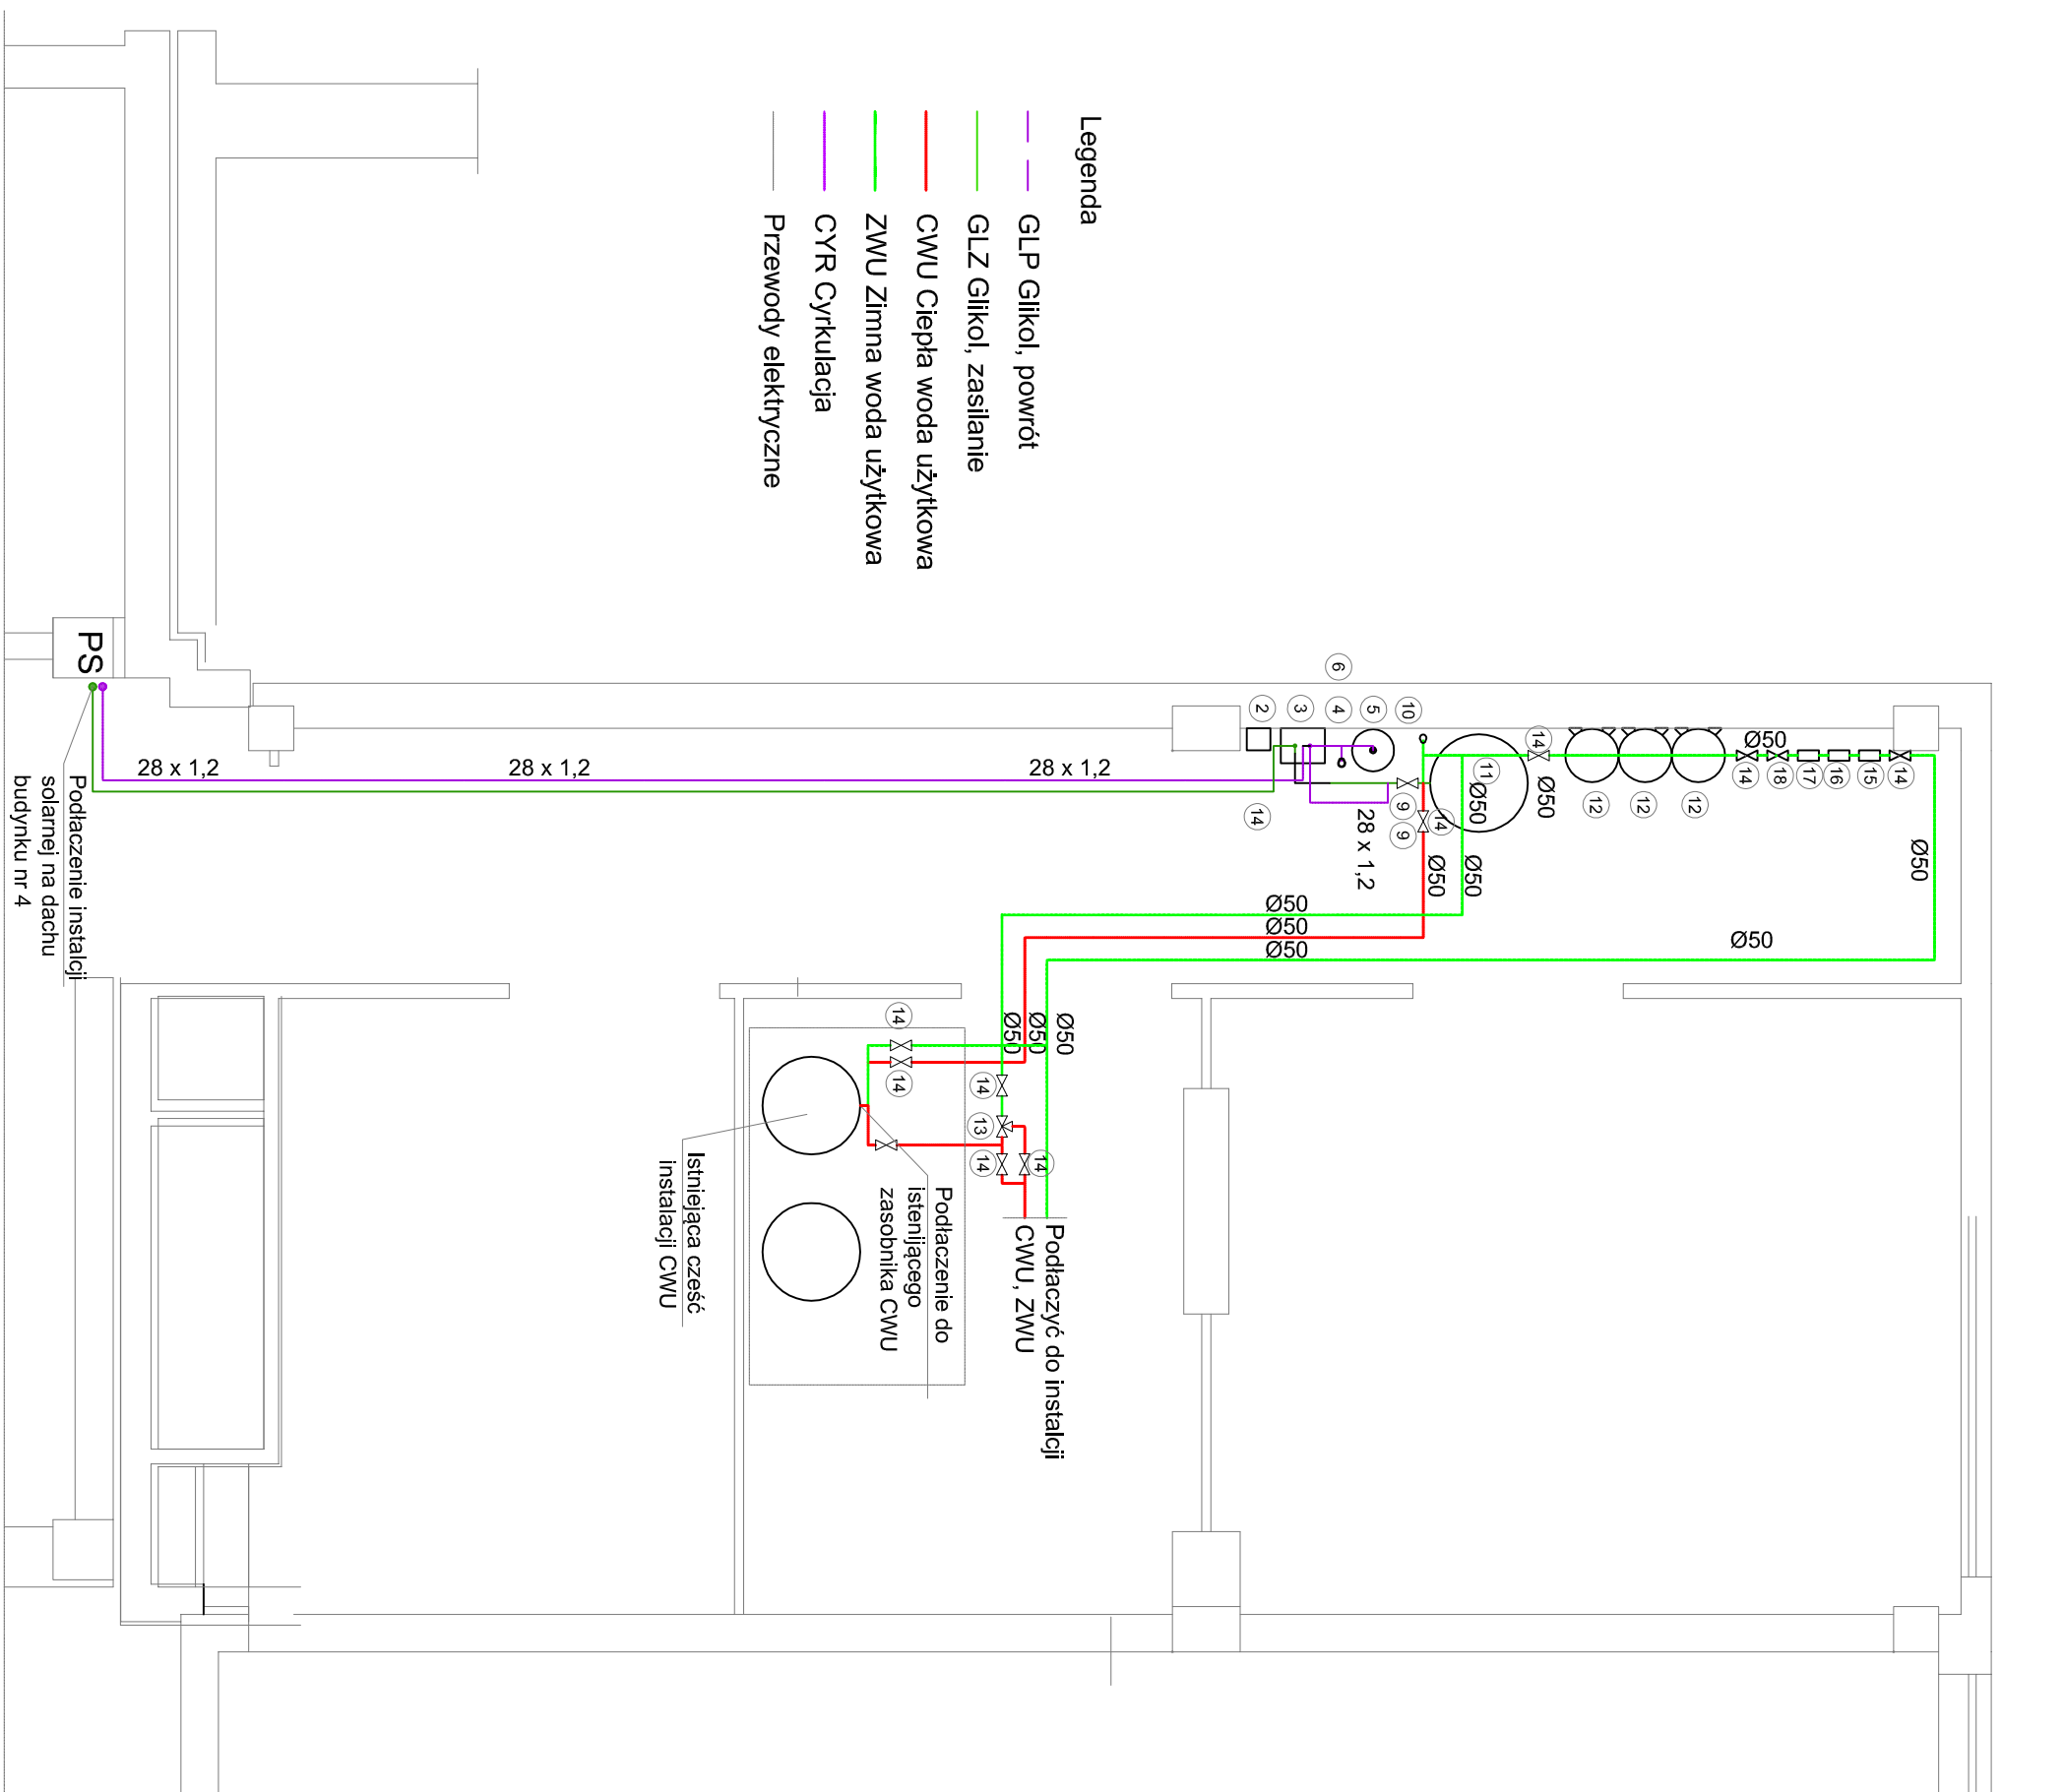 Legenda
GLP Glikol, powrót
GLZ Glikol, zasilanie
CWU Ciepła woda użytkowa
ZWU Zimna woda użytkowa
CYR Cyrkulacja
Przewody elektryczne
6
2
3
4
5
10
14
11
Ø50
Ø50
12
12
12
Ø50
14
18
17
16
15
14
PS
28 x 1,2
28 x 1,2
28 x 1,2
14
28 x 1,2
9
9
14
Ø50
Ø50
Ø50
Ø50
Ø50
Ø50
Ø50
Podłaczenie instalcji
solarnej na dachu
budynku nr 4
14
14
Ø50
Ø50
Ø50
14
13
14
14
Istniejąca cześć
instalacji CWU
Podłaczenie do
istenijącego
zasobnika CWU
Podłaczyć do instalcji
CWU, ZWU